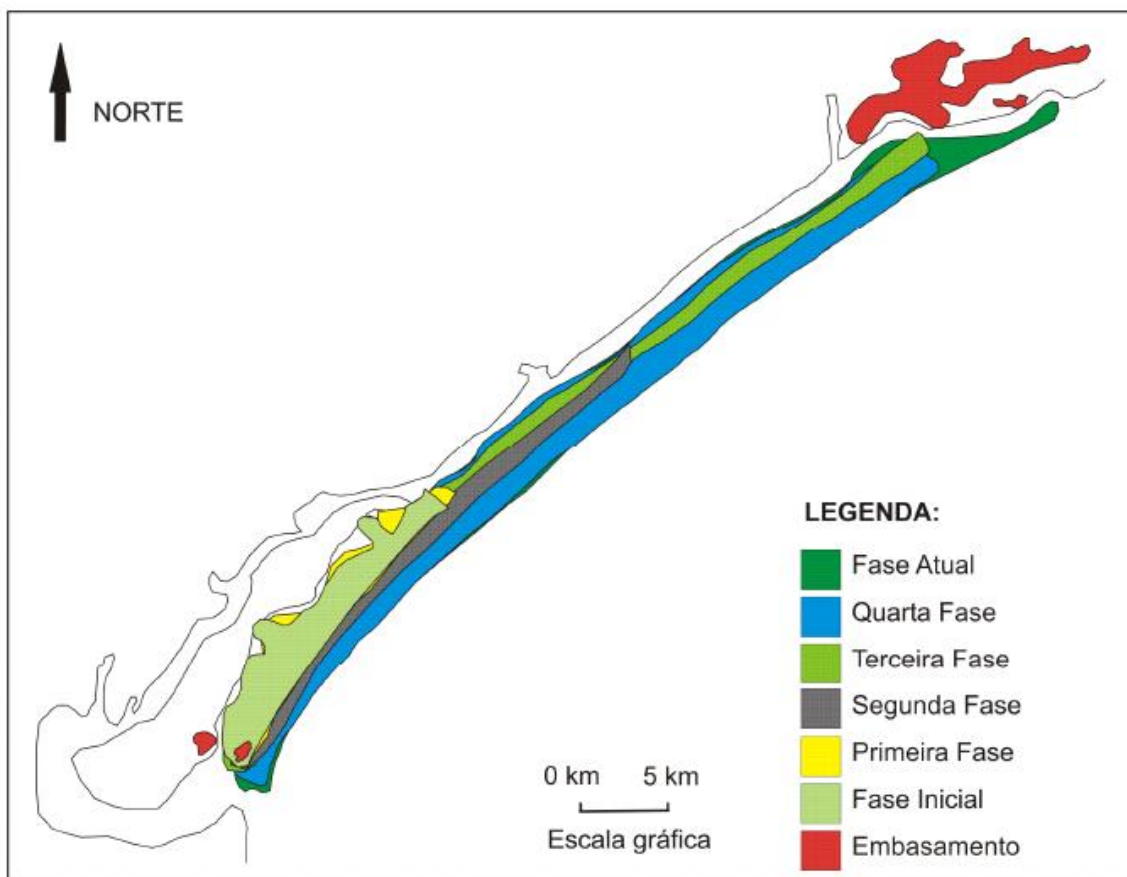 NORTE
LEGENDA:
Fase Atual
Quarta Fase
Terceira Fase
Segunda Fase
Primeira Fase
Fase Inicial
Embasamento
0 km 5 km
Escala gráfica